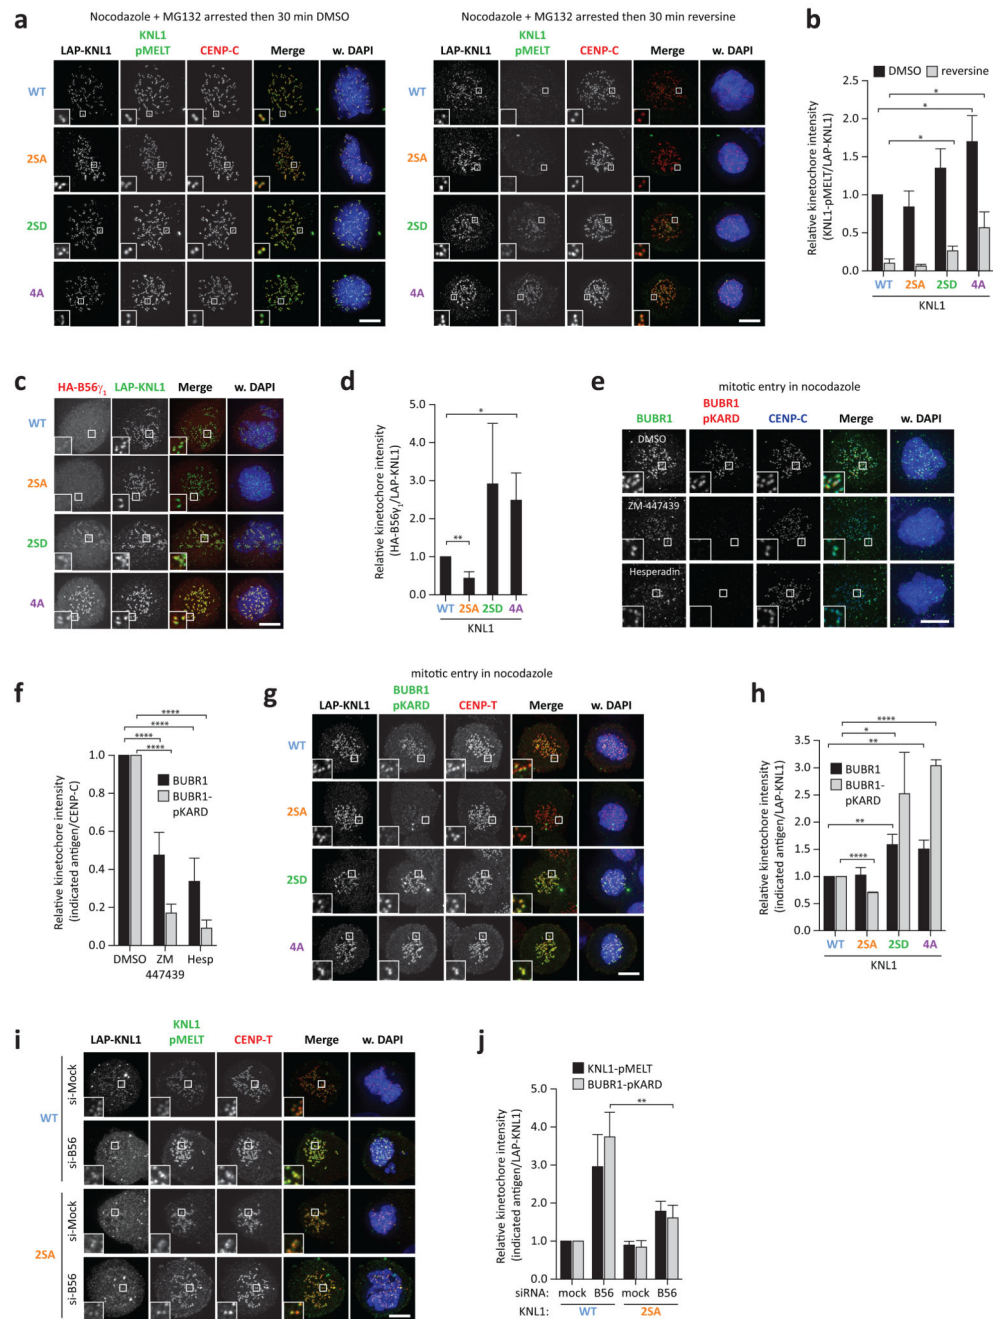 a
Nocodazole + MG132 arrested then 30 min DMSO
LAP-KNL1 KNL1 pMELT CENP-C Merge w. DAPI
WT
2SA
2SD
4A
Nocodazole + MG132 arrested then 30 min reversine
LAP-KNL1 KNL1 pMELT CENP-C Merge w. DAPI
WT
2SA
2SD
4A
b
DMSO reversine
Relative kinetochore intensity
(KNL1-pMELT/LAP-KNL1)
2.5
2.0
1.5
1.0
0.5
0.0
*
*
*
WT 2SA 2SD 4A
KNL1
c
HA-B56γ1 LAP-KNL1 Merge w. DAPI
WT
2SA
2SD
4A
d
Relative kinetochore intensity
(HA-B56γ1/LAP-KNL1)
5.0
4.0
3.0
2.0
1.0
0.0
*
**
WT 2SA 2SD 4A
KNL1
e
mitotic entry in nocodazole
BUBR1 BUBR1 pKARD CENP-C Merge w. DAPI
DMSO
ZM-447439
Hesperadin
f
Relative kinetochore intensity
(indicated antigen/CENP-C)
1.0
0.8
0.6
0.4
0.2
0.0
****
****
****
****
BUBR1
BUBR1-
pKARD
DMSO ZM Hesp
447439
g
mitotic entry in nocodazole
LAP-KNL1 BUBR1 pKARD CENP-T Merge w. DAPI
WT
2SA
2SD
4A
h
Relative kinetochore intensity
(indicated antigen/LAP-KNL1)
3.5
3.0
2.5
2.0
1.5
1.0
0.5
0.0
****
*
**
**
****
BUBR1
BUBR1-
pKARD
WT 2SA 2SD 4A
KNL1
i
LAP-KNL1 KNL1 pMELT CENP-T Merge w. DAPI
WT
si-Mock
si-B56
2SA
si-Mock
si-B56
j
KNL1-pMELT
BUBR1-pKARD
Relative kinetochore intensity
(indicated antigen/LAP-KNL1)
5.0
4.0
3.0
2.0
1.0
0.0
**
siRNA: mock B56 mock B56
KNL1: WT 2SA